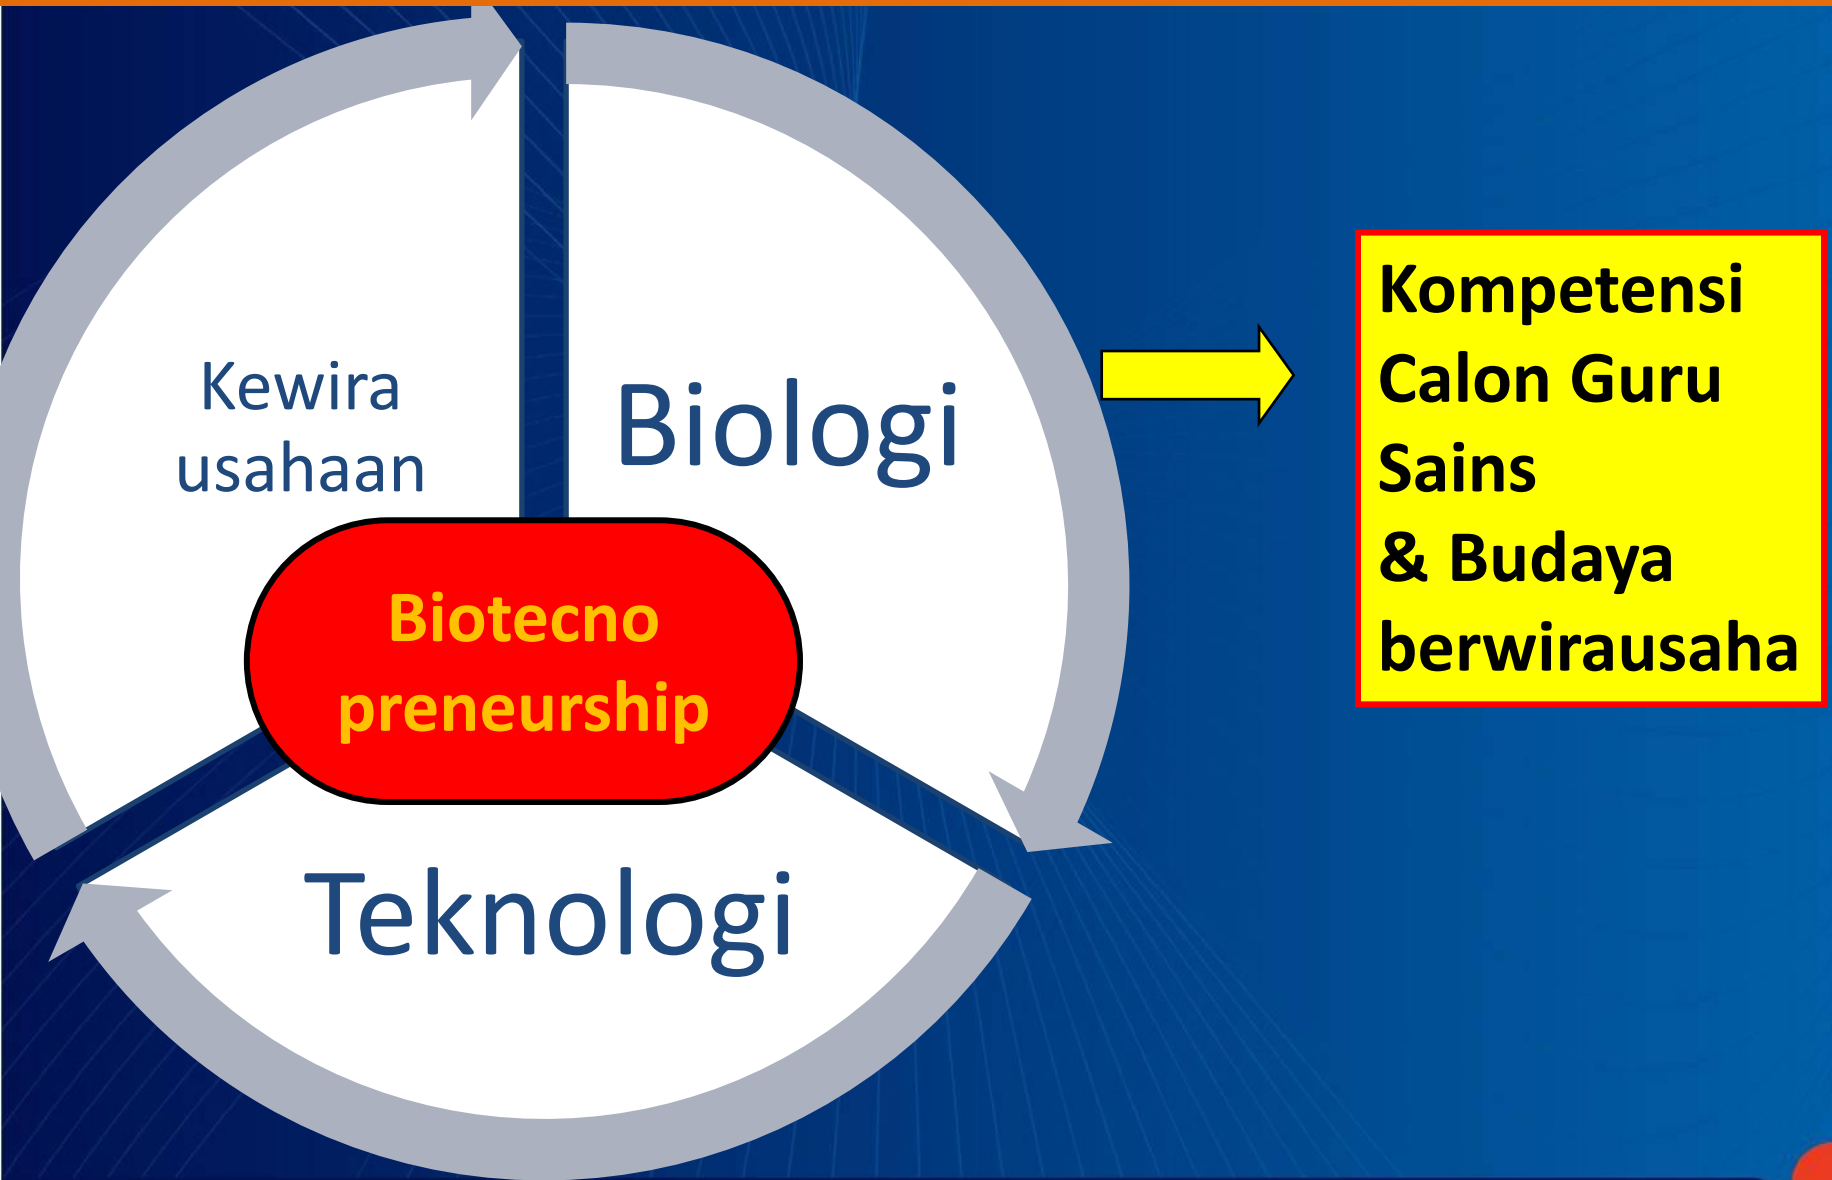 Kewira
usahaan
Biologi
Biotecno
preneurship
Teknologi
Kompetensi
Calon Guru
Sains
& Budaya
berwirausaha